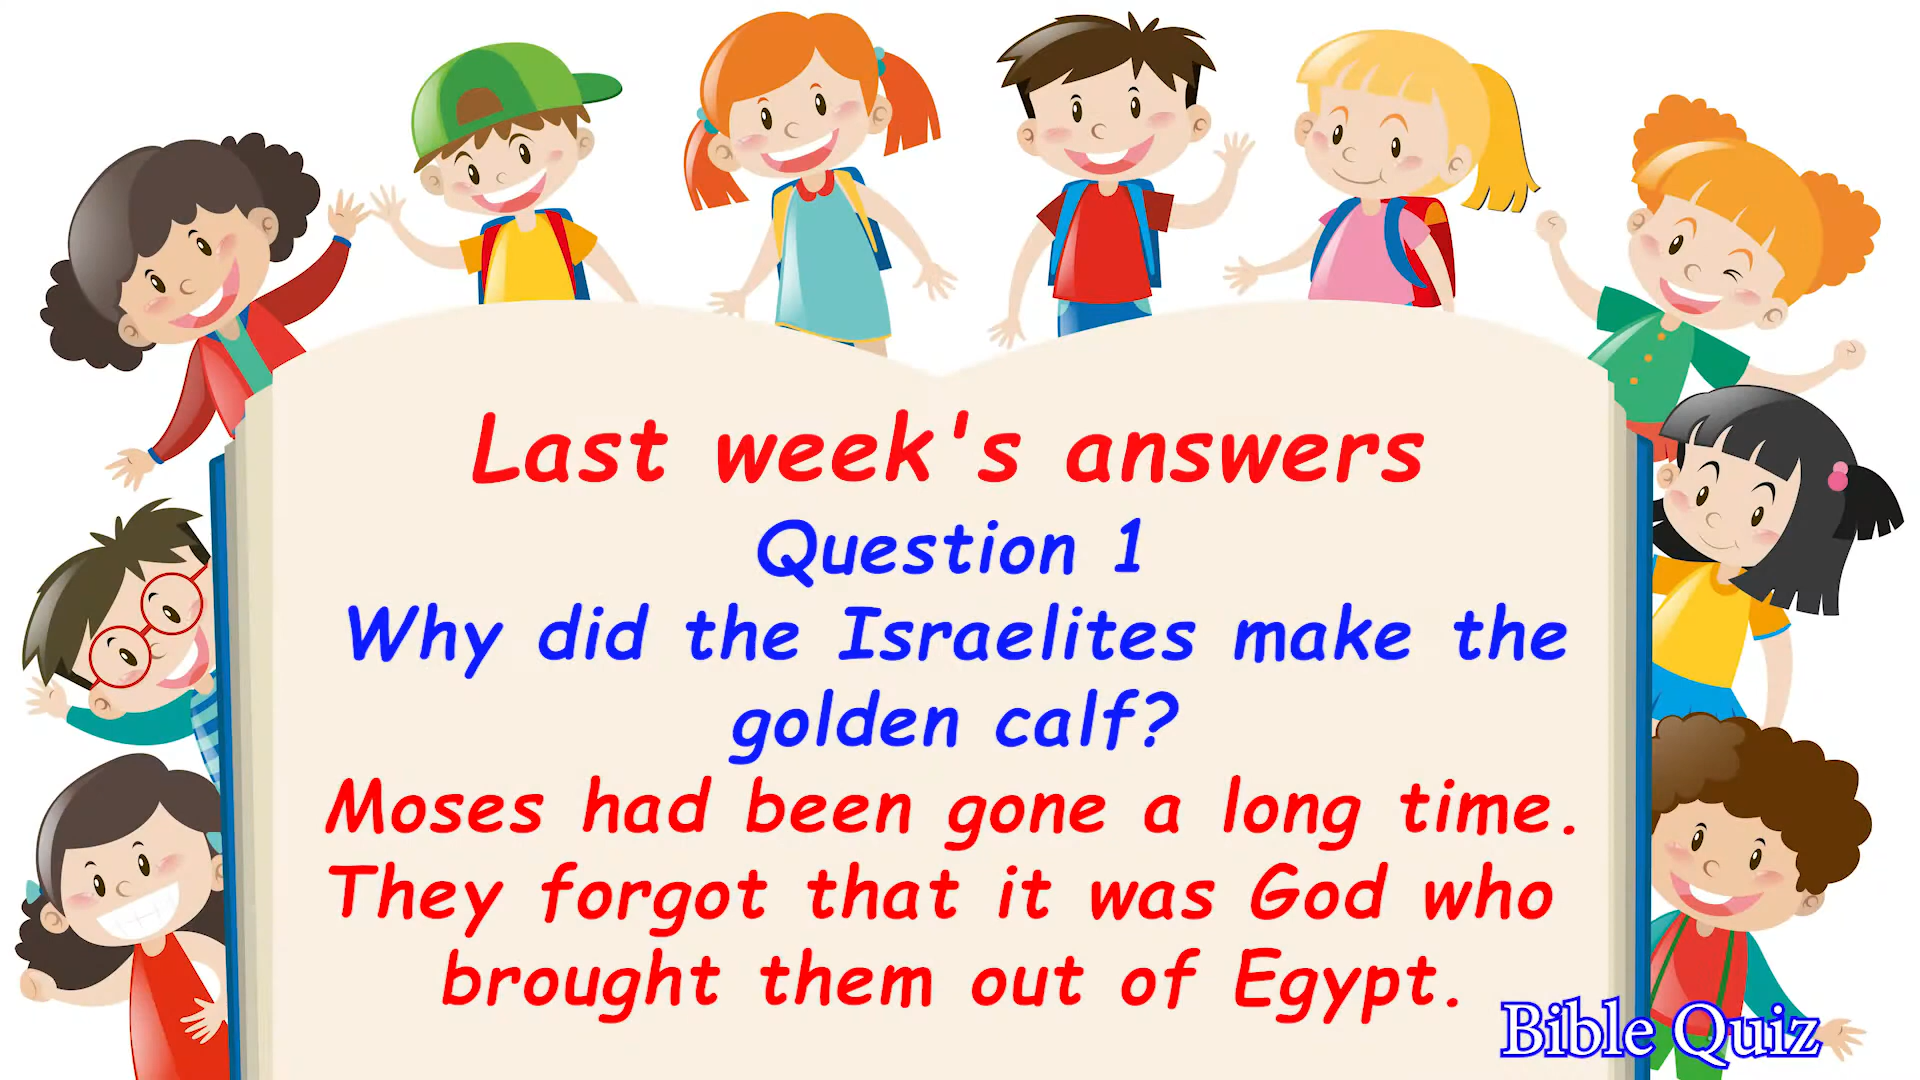 Last week's answers
Question 1
Why did the Israelites make the
golden calf?
Moses had been gone a long time.
They forgot that it was God who
brought them out of Egypt.
Bible Quiz